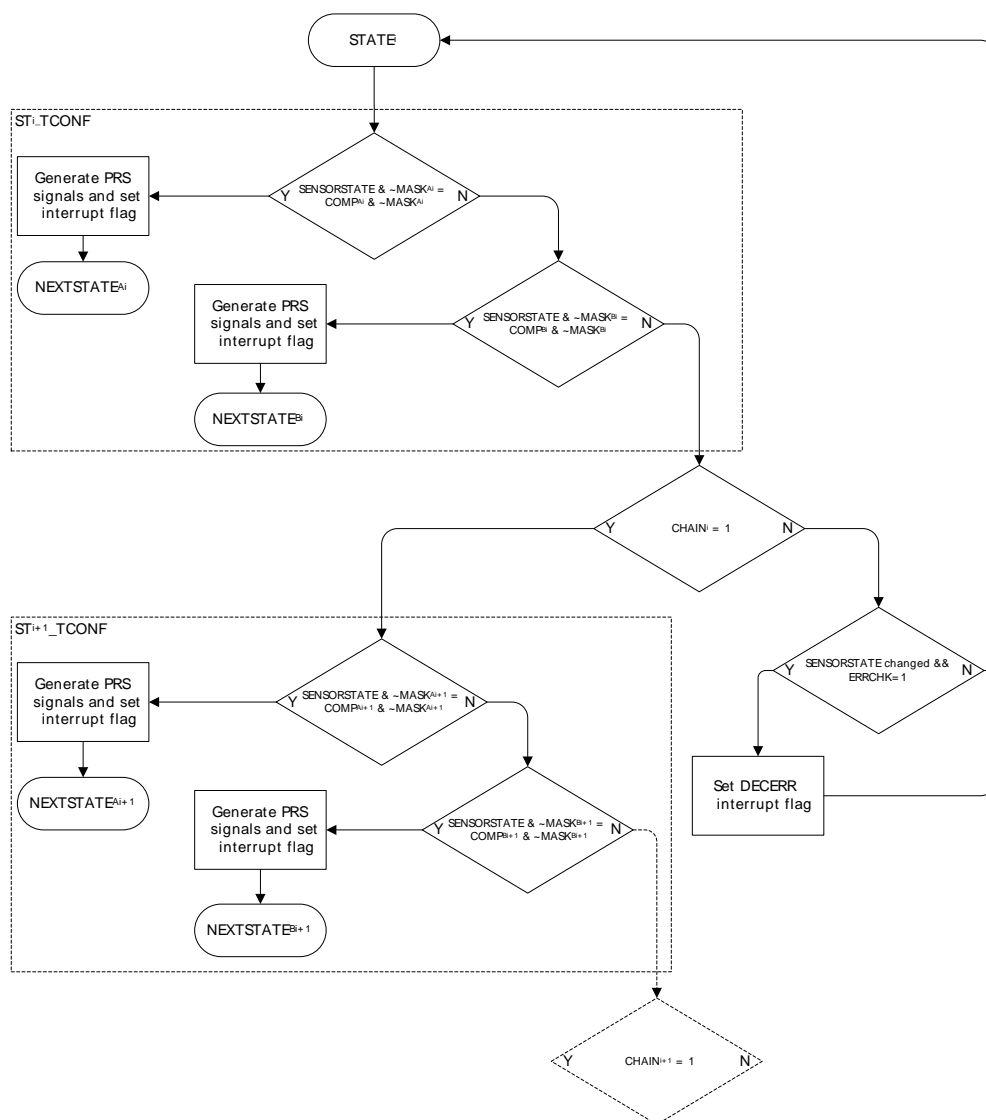 STATEⁱ
STⁱ_TCONF
Generate PRS
signals and set
interrupt flag
Y
SENSORSTATE & ~MASKᴬⁱ =
COMPᴬⁱ & ~MASKᴬⁱ
N
NEXTSTATEᴬⁱ
Generate PRS
signals and set
interrupt flag
Y
SENSORSTATE & ~MASKᴮⁱ =
COMPᴮⁱ & ~MASKᴮⁱ
N
NEXTSTATEᴮⁱ
Y
CHAINⁱ = 1
N
STⁱ⁺¹_TCONF
Generate PRS
signals and set
interrupt flag
Y
SENSORSTATE & ~MASKᴬⁱ⁺¹ =
COMPᴬⁱ⁺¹ & ~MASKᴬⁱ⁺¹
N
Y
SENSORSTATE changed &&
ERRCHK= 1
N
NEXTSTATEᴬⁱ⁺¹
Generate PRS
signals and set
interrupt flag
Y
SENSORSTATE & ~MASKᴮⁱ⁺¹ =
COMPᴮⁱ⁺¹ & ~MASKᴮⁱ⁺¹
N
Set DECERR
interrupt flag
NEXTSTATEᴮⁱ⁺¹
Y
CHAINⁱ⁺¹ = 1
N